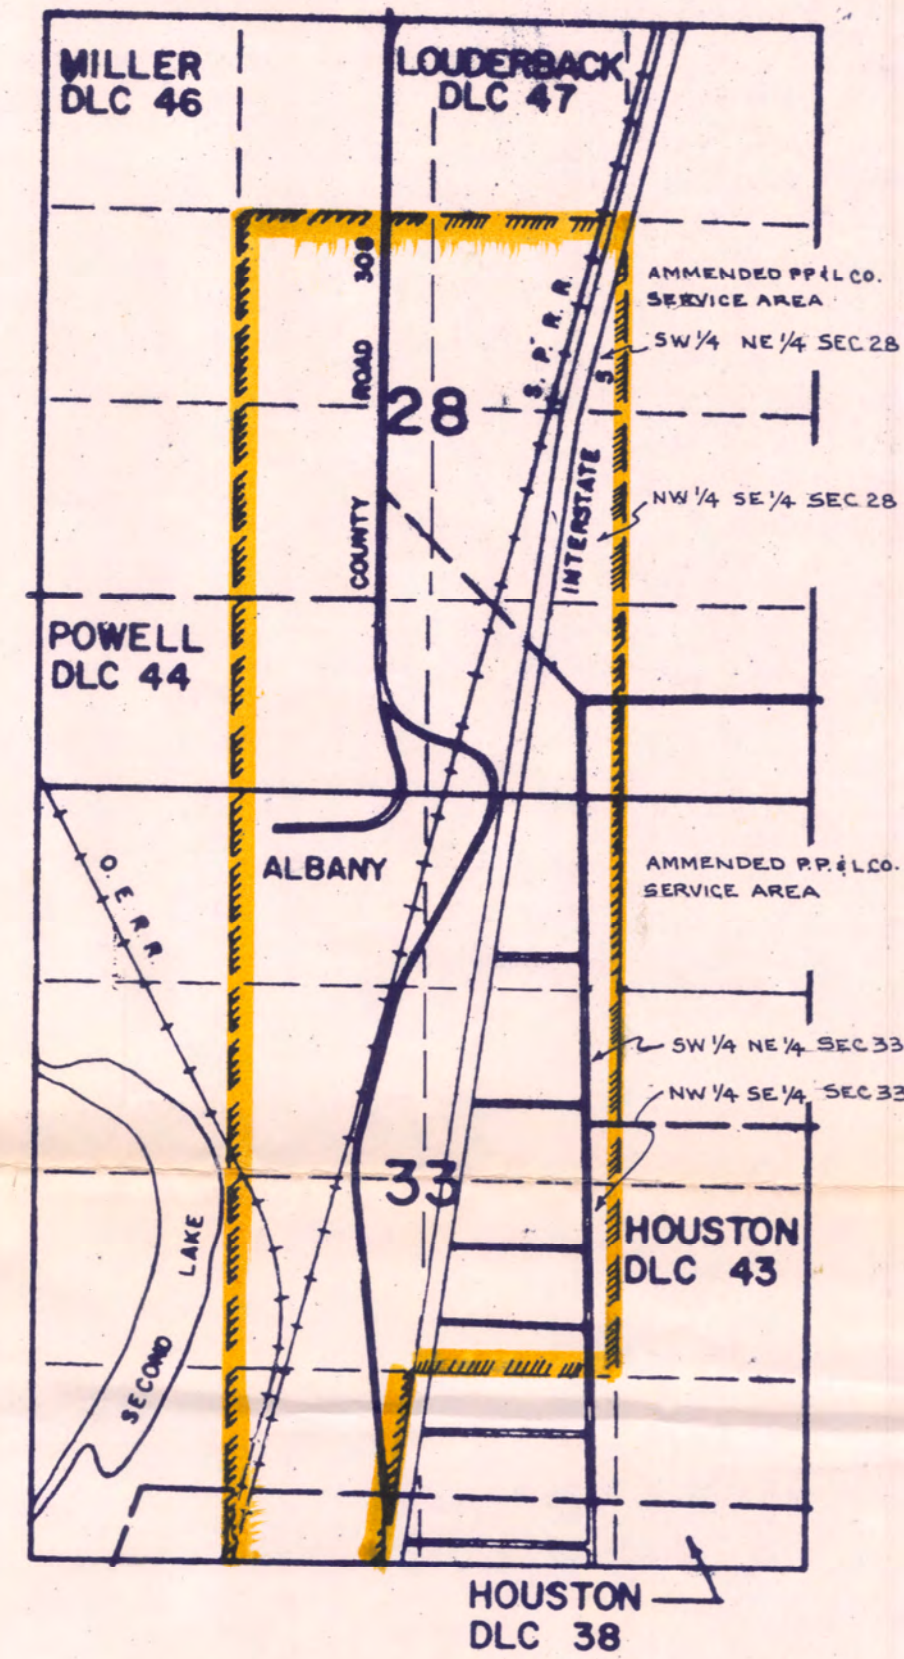 MILLER
DLC 46
LOUDERBACK
DLC 47
AMMENDED PP&L CO.
SERVICE AREA
SW 1/4 NE 1/4 SEC 28
S. P. R. R.
COUNTY ROAD 308
28
INTERSTATE 5
NW 1/4 SE 1/4 SEC 28
POWELL
DLC 44
ALBANY
O. E. R. R.
AMMENDED P.P.&L CO.
SERVICE AREA
SW 1/4 NE 1/4 SEC 33
NW 1/4 SE 1/4 SEC 33
33
SECOND LAKE
HOUSTON
DLC 43
HOUSTON
DLC 38